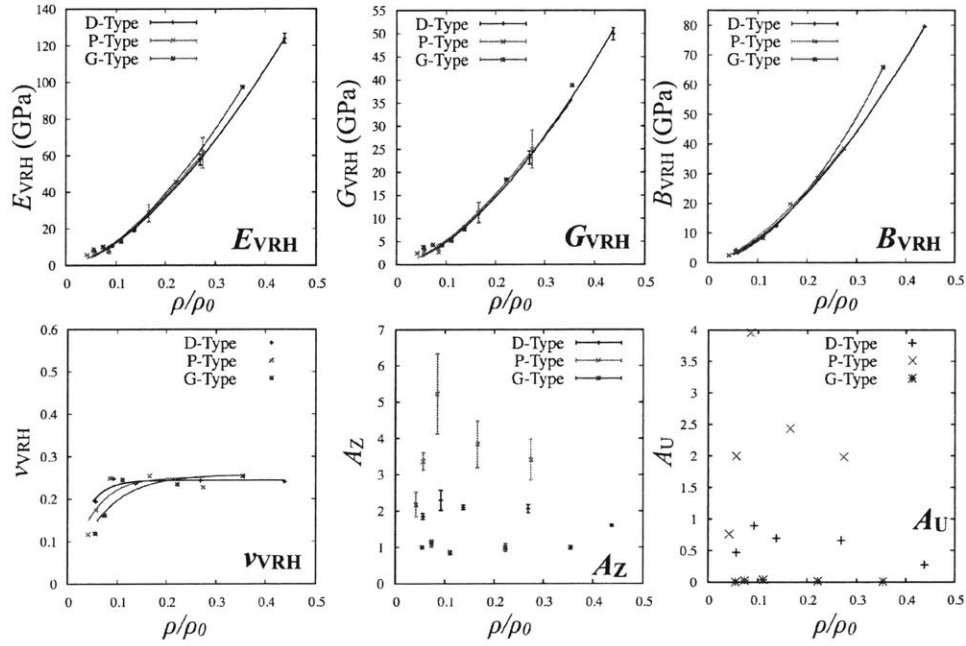 140
120
100
80
60
40
20
0
E_VRH (GPa)
D-Type
P-Type
G-Type
E_VRH
0 0.1 0.2 0.3 0.4 0.5
ρ/ρ₀
55
50
45
40
35
30
25
20
15
10
5
0
G_VRH (GPa)
D-Type
P-Type
G-Type
G_VRH
0 0.1 0.2 0.3 0.4 0.5
ρ/ρ₀
100
80
60
40
20
0
B_VRH (GPa)
D-Type
P-Type
G-Type
B_VRH
0 0.1 0.2 0.3 0.4 0.5
ρ/ρ₀
0.6
0.5
0.4
0.3
0.2
0.1
0
ν_VRH
D-Type
P-Type
G-Type
ν_VRH
0 0.1 0.2 0.3 0.4 0.5
ρ/ρ₀
7
6
5
4
3
2
1
0
A_Z
D-Type
P-Type
G-Type
A_Z
0 0.1 0.2 0.3 0.4 0.5
ρ/ρ₀
4
3.5
3
2.5
2
1.5
1
0.5
0
A_U
D-Type
P-Type
G-Type
A_U
0 0.1 0.2 0.3 0.4 0.5
ρ/ρ₀